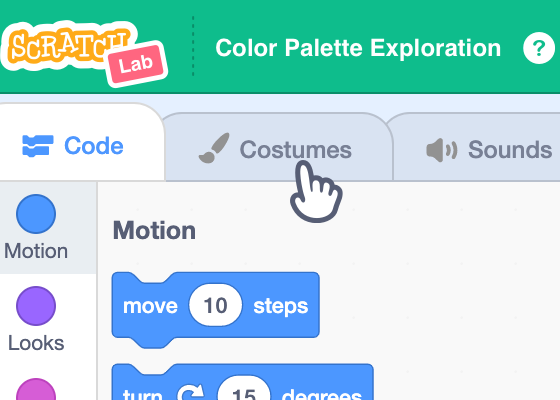 SCRATCH
Lab
Color Palette Exploration
?
Code
Costumes
Sounds
Motion
Looks
Motion
move 10 steps
turn 15 degrees